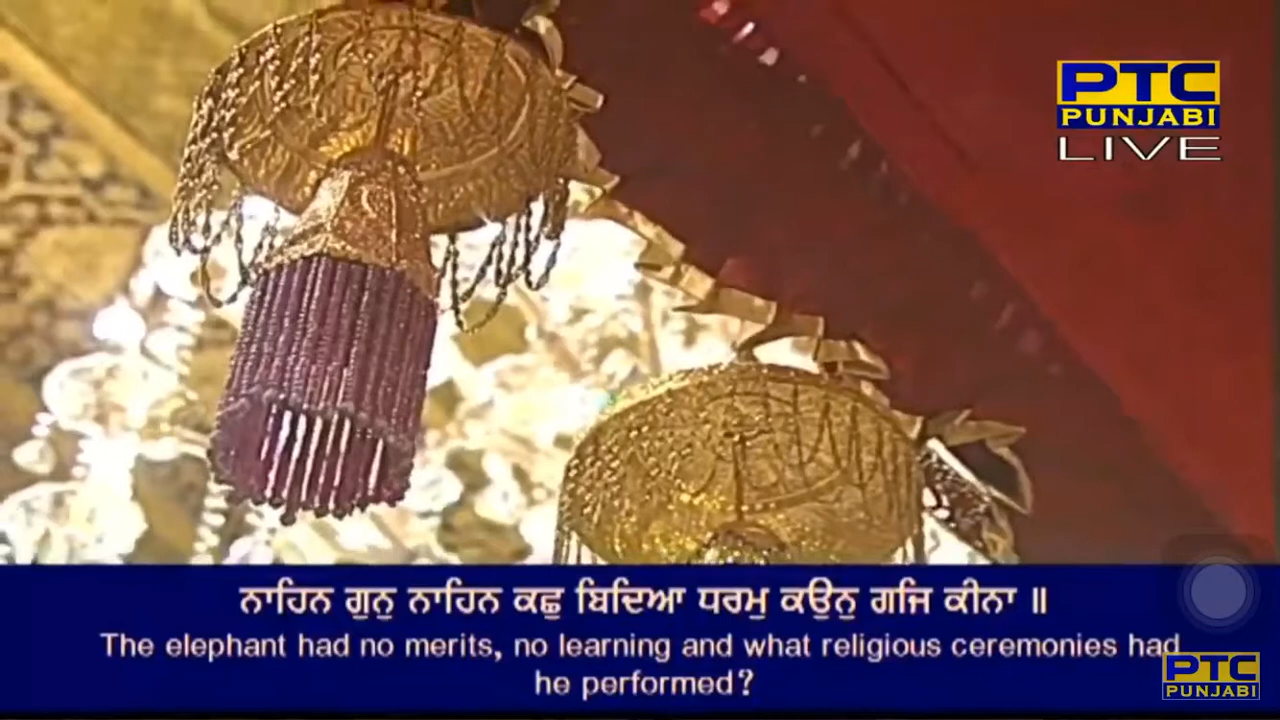 PTC
PUNJABI
LIVE
ਨਾਹਿਨ ਗੁਨੁ ਨਾਹਿਨ ਕਛੁ ਬਿਦਿਆ ਧਰਮੁ ਕਉਨੁ ਗਜਿ ਕੀਨਾ ॥
The elephant had no merits, no learning and what religious ceremonies had
he performed?
PTC
PUNJABI